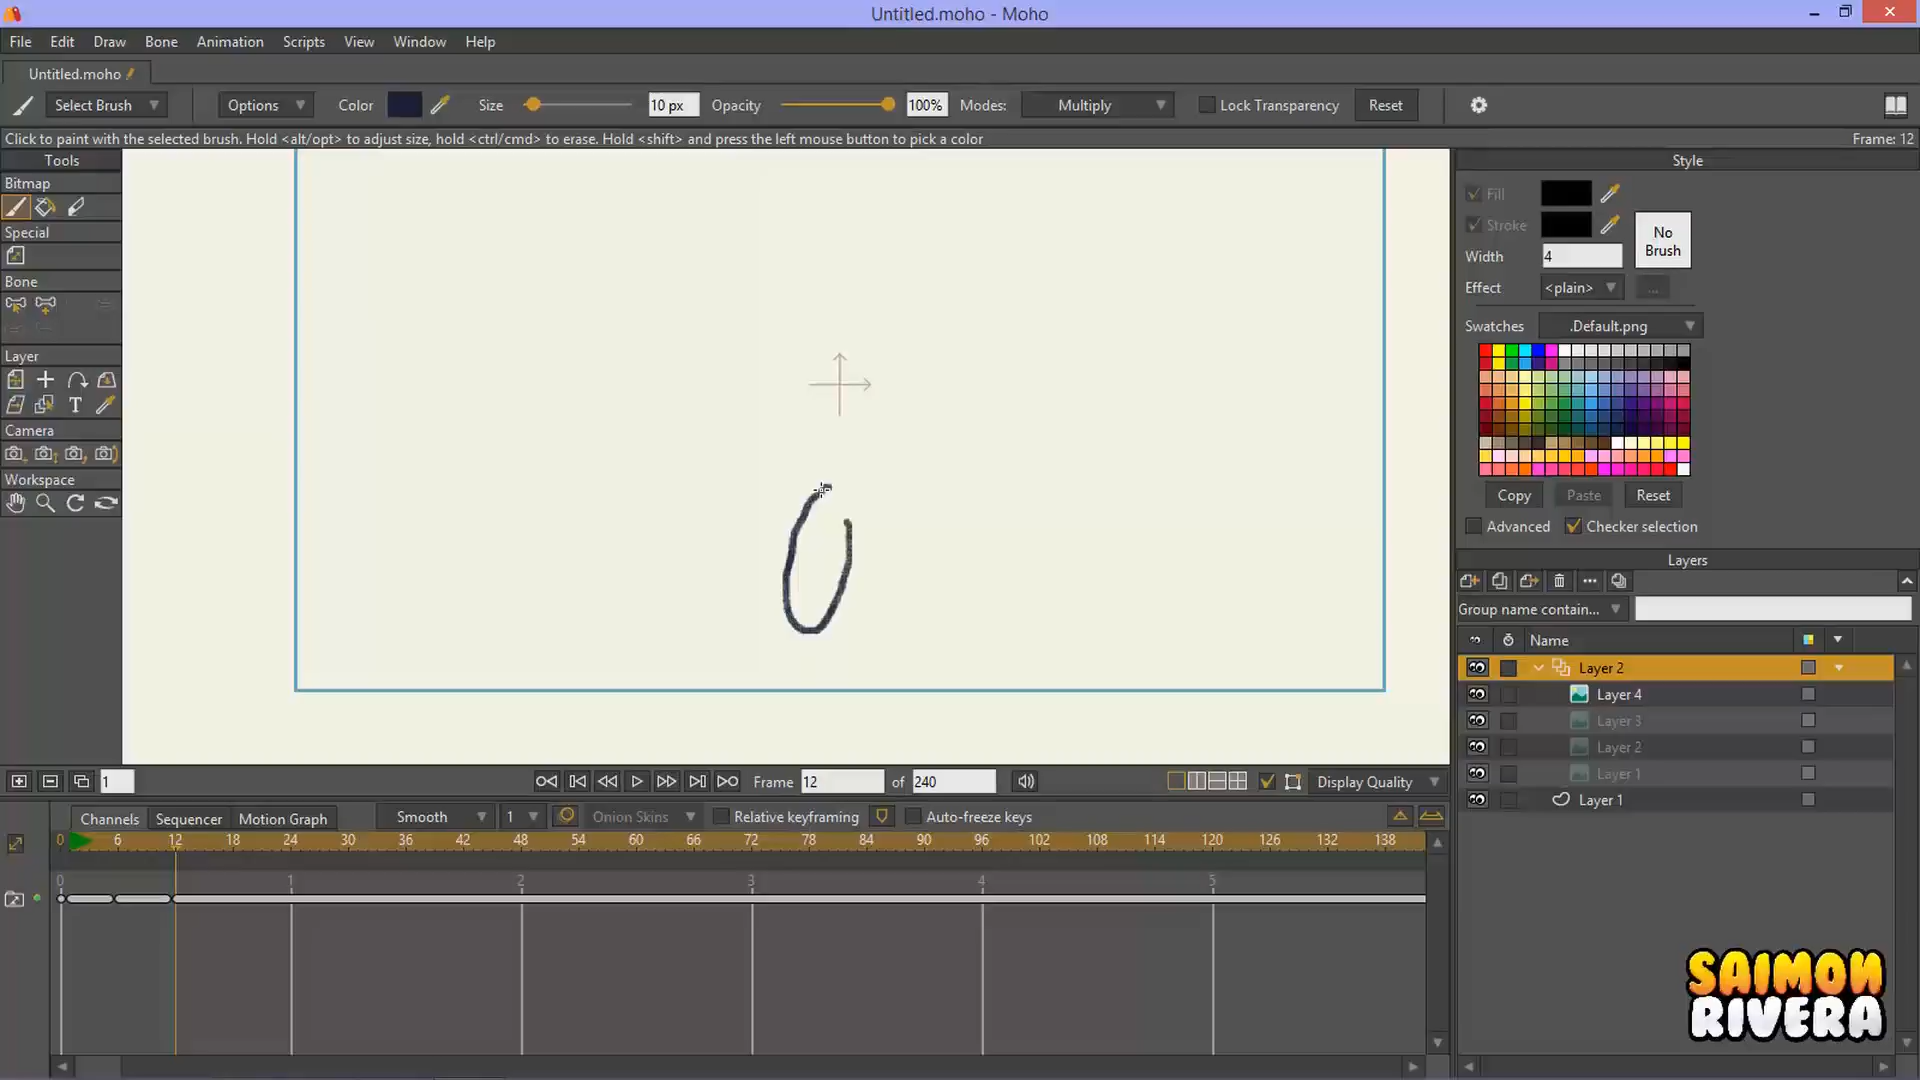 Untitled.moho - Moho
File Edit Draw Bone Animation Scripts View Window Help
Untitled.moho
Select Brush Options Color Size 10 px Opacity 100% Modes: Multiply Lock Transparency Reset
Click to paint with the selected brush. Hold <alt/opt> to adjust size, hold <ctrl/cmd> to erase. Hold <shift> and press the left mouse button to pick a color Frame: 12
Tools
Bitmap
Special
Bone
Layer
T
Camera
Workspace
Style
Fill
Stroke
No Brush
Width 4
Effect <plain> ...
Swatches .Default.png
Copy Paste Reset
Advanced Checker selection
Layers
Group name contain...
Name
Layer 2
Layer 4
Layer 3
Layer 2
Layer 1
Layer 1
1 Frame 12 of 240 Display Quality
Channels Sequencer Motion Graph Smooth 1 Onion Skins Relative keyframing Auto-freeze keys
0 6 12 18 24 30 36 42 48 54 60 66 72 78 84 90 96 102 108 114 120 126 132 138
0 1 2 3 4 5
SAIMON
RIVERA